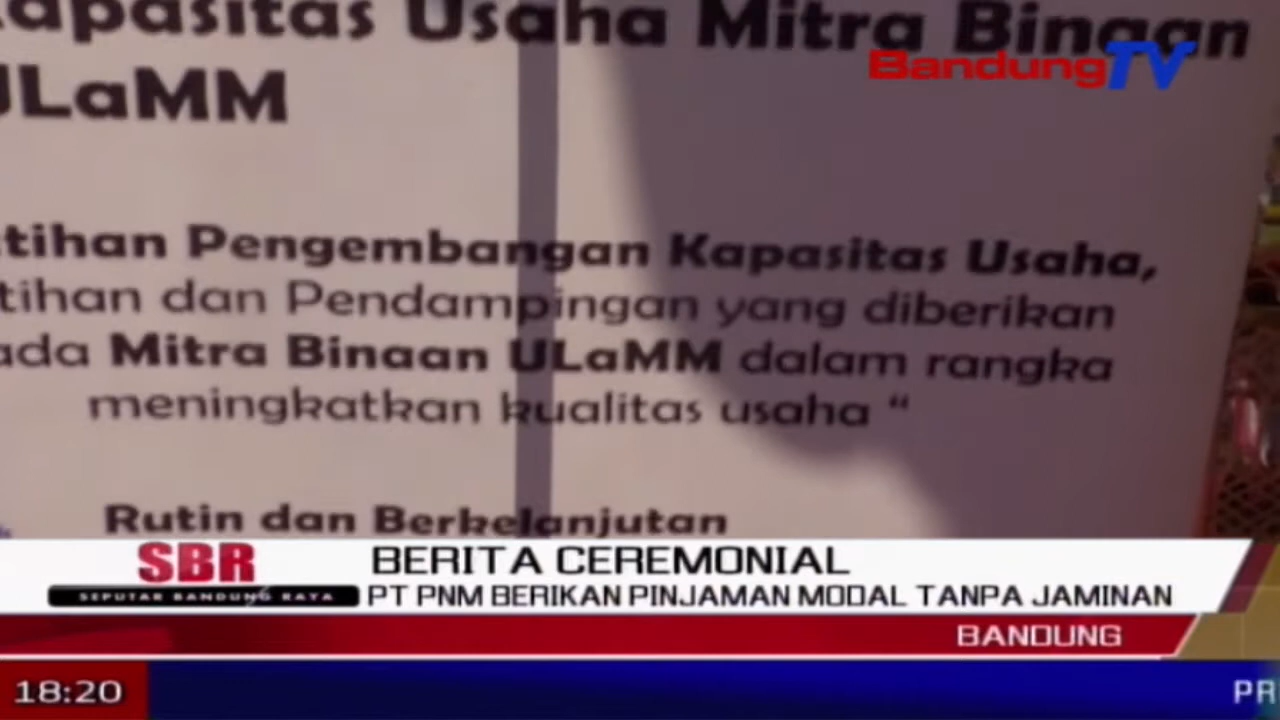 Kapasitas Usaha Mitra Binaan
BandungTV
ULaMM
tihan Pengembangan Kapasitas Usaha,
tihan dan Pendampingan yang diberikan
ada Mitra Binaan ULaMM dalam rangka
meningkatkan kualitas usaha “
Rutin dan Berkelanjutan
SBR
SEPUTAR BANDUNG RAYA
BERITA CEREMONIAL
PT PNM BERIKAN PINJAMAN MODAL TANPA JAMINAN
BANDUNG
18:20
PR